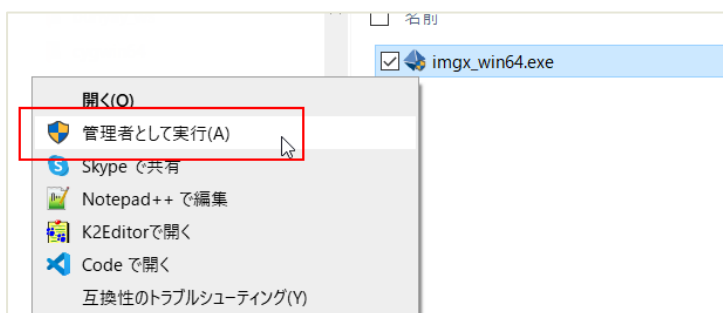 名前
imgx_win64.exe
開く(O)
管理者として実行(A)
Skype で共有
Notepad++ で編集
K2Editorで開く
Code で開く
互換性のトラブルシューティング(Y)